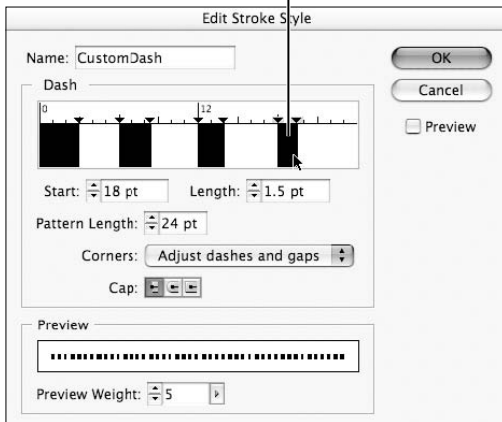 Edit Stroke Style
Name: CustomDash
OK
Cancel
Preview
Dash
0 12
Start: 18 pt Length: 1.5 pt
Pattern Length: 24 pt
Corners: Adjust dashes and gaps
Cap:
Preview
Preview Weight: 5